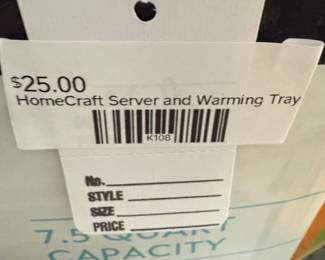 $25.00
HomeCraft Server and Warming Tray
K108
No.
STYLE
SIZE
PRICE
7.5 QUART
CAPACITY